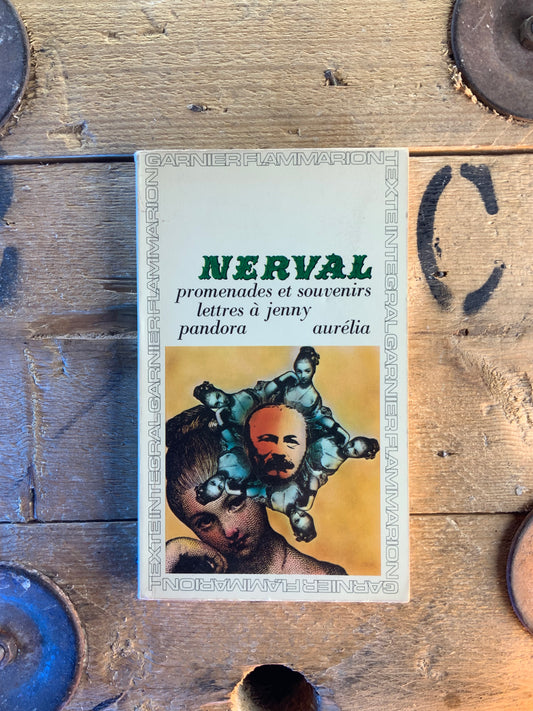 GARNIER FLAMMARION
TEXTE INTEGRAL GARNIER FLAMMARION
TEXTE INTEGRAL GARNIER FLAMMARION
NERVAL
promenades et souvenirs
lettres à jenny
pandora aurélia
GARNIER FLAMMARION
C